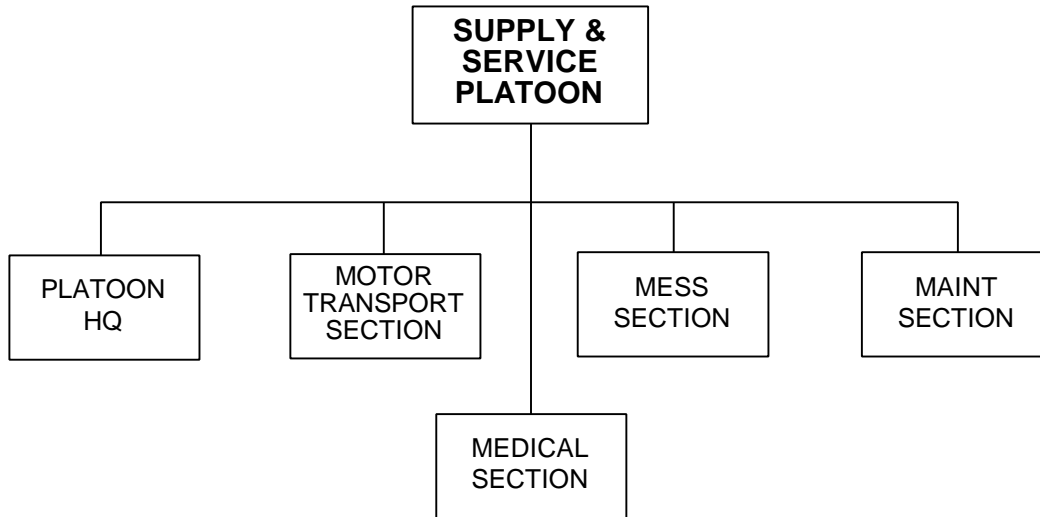 SUPPLY &
SERVICE
PLATOON
PLATOON
HQ
MOTOR
TRANSPORT
SECTION
MESS
SECTION
MAINT
SECTION
MEDICAL
SECTION